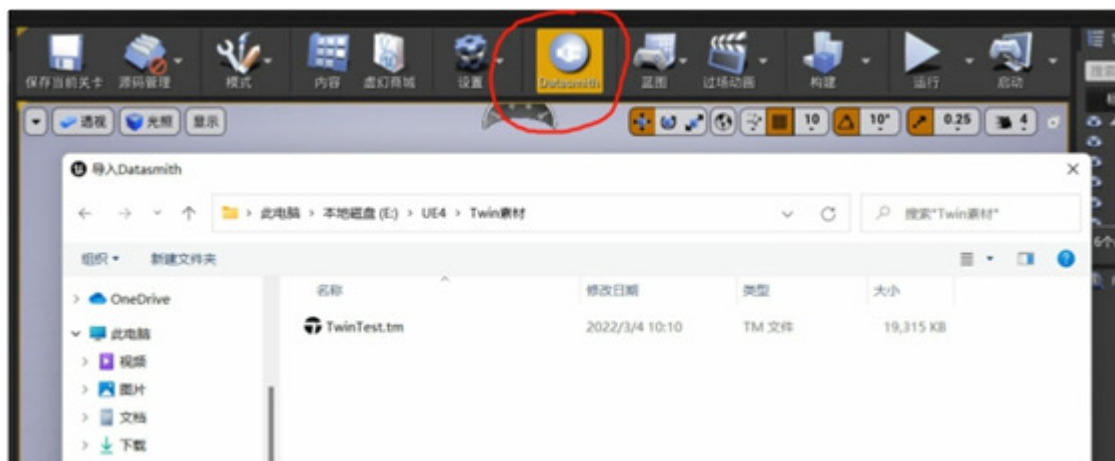 保存当前关卡 源码管理 模式 内容 虚幻商城 设置 Datasmith 蓝图 过场动画 构建 运行 启动
透视 光照 显示 10 10° 0.25 4
导入Datasmith
此电脑 › 本地磁盘 (E:) › UE4 › Twin素材 搜索"Twin素材"
组织 新建文件夹
名称 修改日期 类型 大小
OneDrive
TwinTest.tm 2022/3/4 10:10 TM 文件 19,315 KB
此电脑
视频
图片
文档
下载